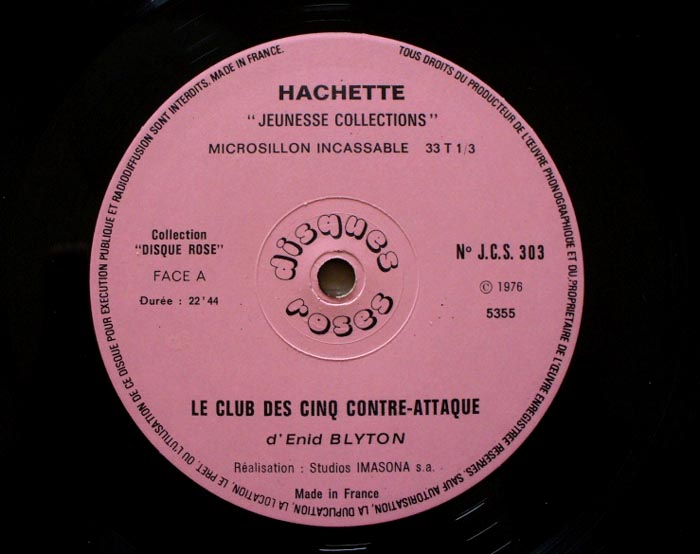 TOUS DROITS DU PRODUCTEUR DE L'ŒUVRE PHONOGRAPHIQUE ET OU, PROPRIETAIRE DE L'ŒUVRE ENREGISTREE RESERVES. SAUF AUTORISATION, LA DUPLICATION, LA LOCATION, LE PRET, OU L'UTILISATION DE CE DISQUE POUR EXECUTION PUBLIQUE ET RADIODIFFUSION SONT INTERDITS. MADE IN FRANCE.
HACHETTE
"JEUNESSE COLLECTIONS"
MICROSILLON INCASSABLE 33 T 1/3
Collection
"DISQUE ROSE"
FACE A
Durée : 22'44
disques
roses
N° J.C.S. 303
© 1976
5355
LE CLUB DES CINQ CONTRE-ATTAQUE
d'Enid BLYTON
Réalisation : Studios IMASONA s.a.
Made in France